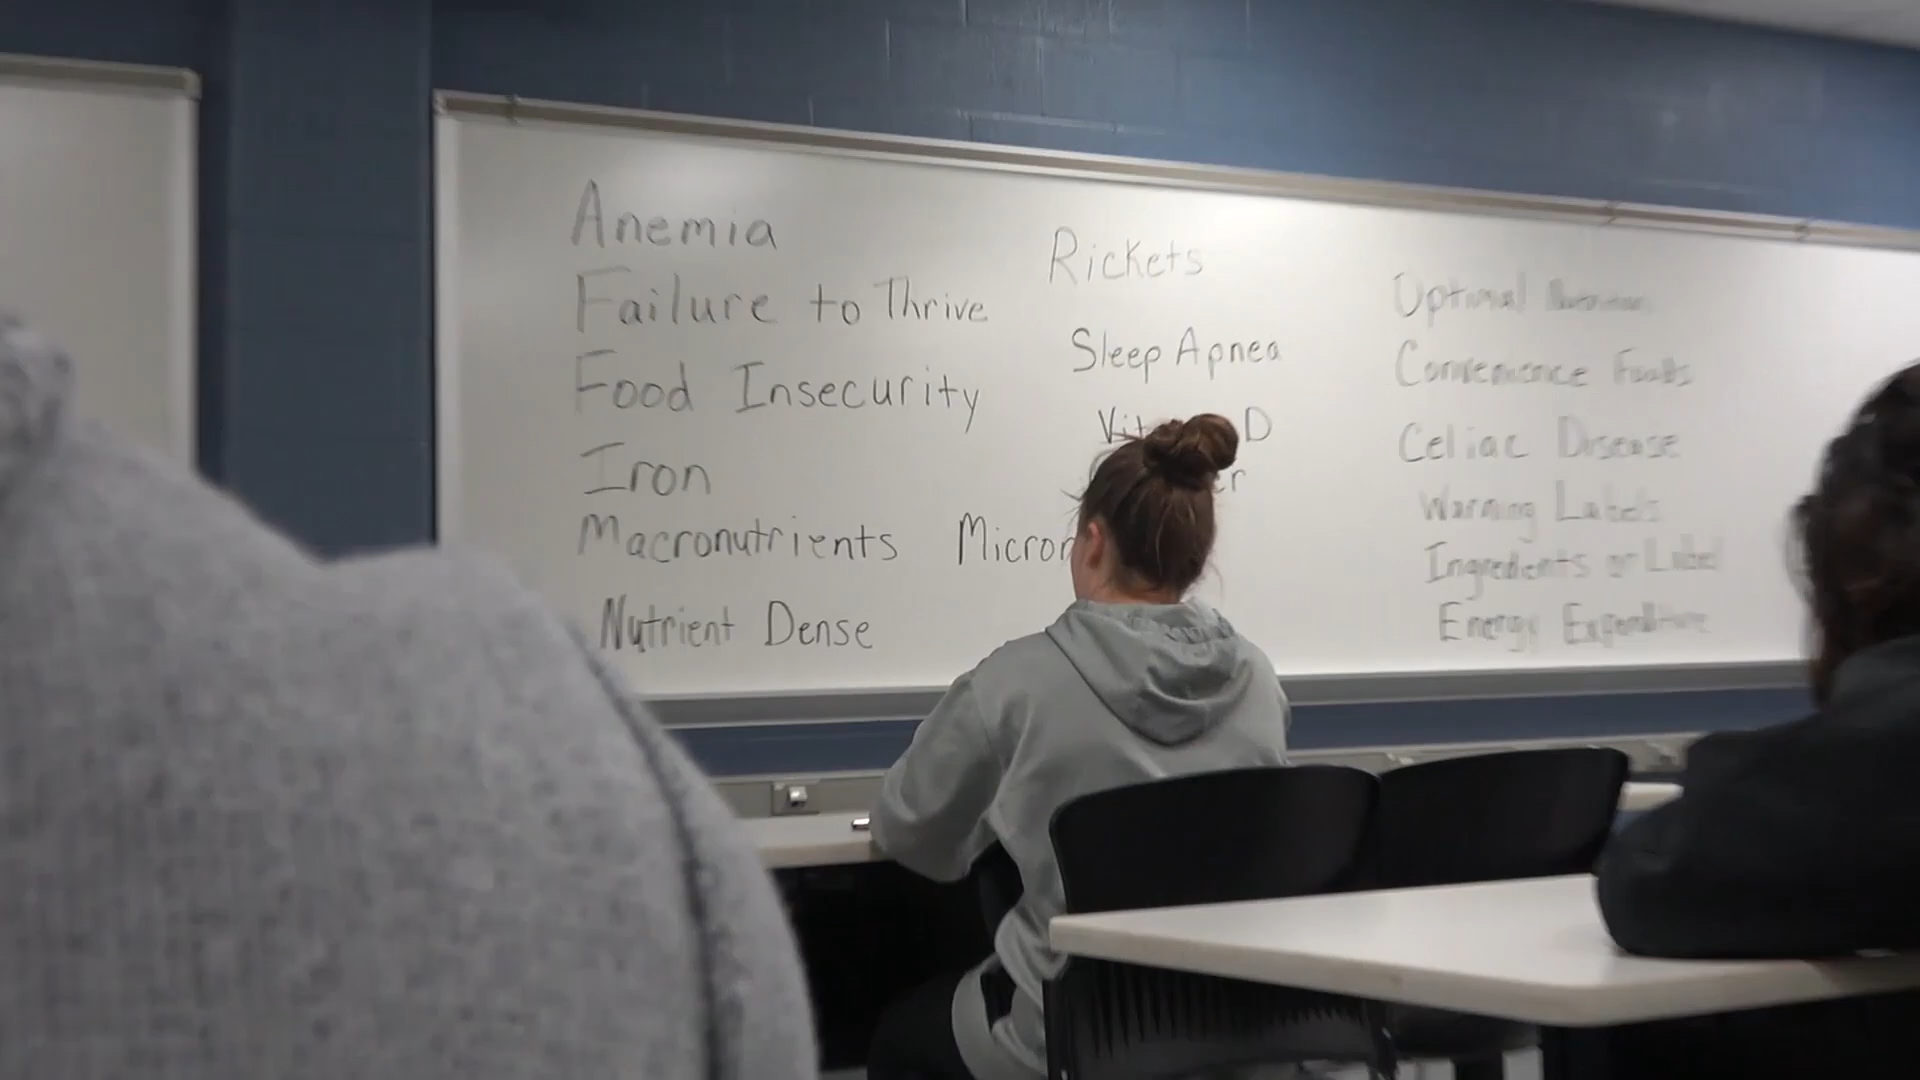 Anemia
Failure to Thrive
Food Insecurity
Iron
Macronutrients
Nutrient Dense
Rickets
Sleep Apnea
D
Optimal
Convenience Foods
Celiac Disease
Warning Labels
Ingredients or Label
Energy Expenditure